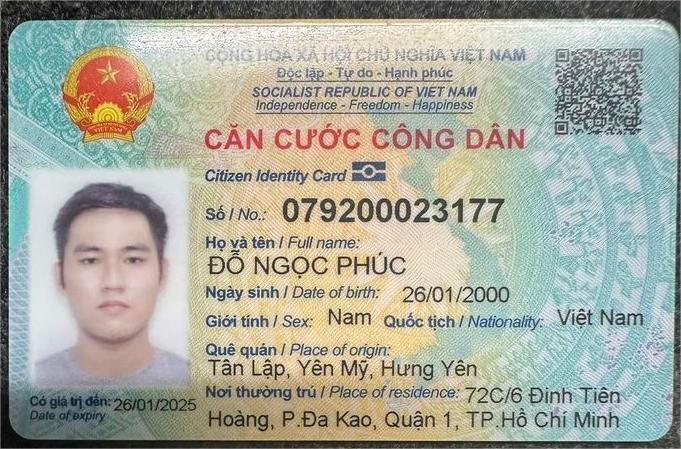 CỘNG HÒA XÃ HỘI CHỦ NGHĨA VIỆT NAM
Độc lập - Tự do - Hạnh phúc
SOCIALIST REPUBLIC OF VIET NAM
Independence - Freedom - Happiness
CĂN CƯỚC CÔNG DÂN
Citizen Identity Card
Số / No.: 079200023177
Họ và tên / Full name:
ĐỖ NGỌC PHÚC
Ngày sinh / Date of birth: 26/01/2000
Giới tính / Sex: Nam Quốc tịch / Nationality: Việt Nam
Quê quán / Place of origin:
Tân Lập, Yên Mỹ, Hưng Yên
Nơi thường trú / Place of residence: 72C/6 Đinh Tiên
Hoàng, P.Đa Kao, Quận 1, TP.Hồ Chí Minh
Có giá trị đến: 26/01/2025
Date of expiry
VIỆT NAM